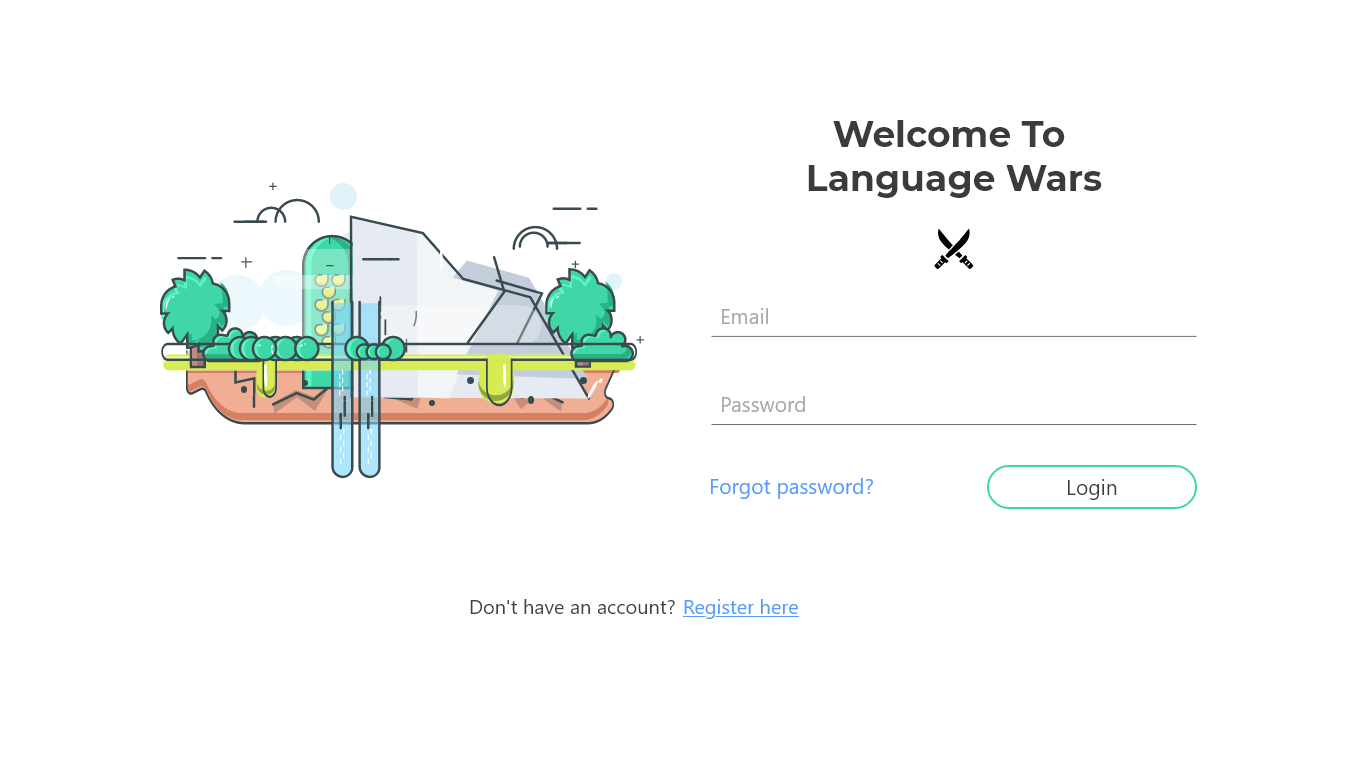 Welcome To
Language Wars
Email
Password
Forgot password?
Login
Don't have an account? Register here